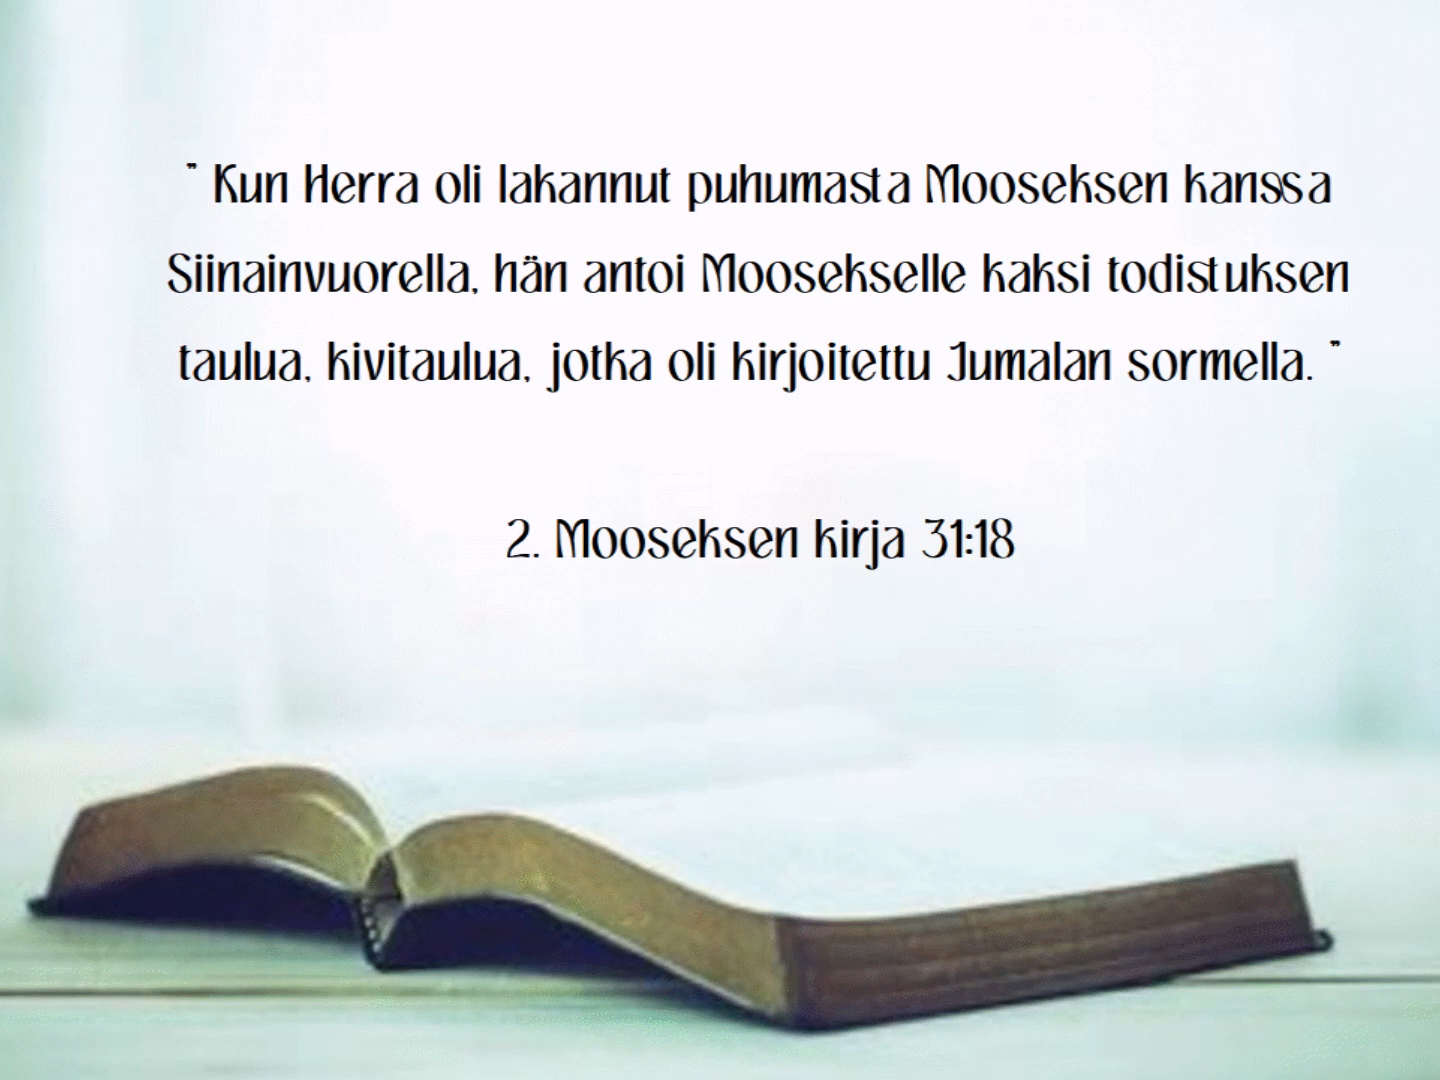 " Kun Herra oli lakannut puhumasta Mooseksen kanssa
Siinainvuorella, hän antoi Moosekselle kaksi todistuksen
taulua, kivitaulua, jotka oli kirjoitettu Jumalan sormella. "
2. Mooseksen kirja 31:18